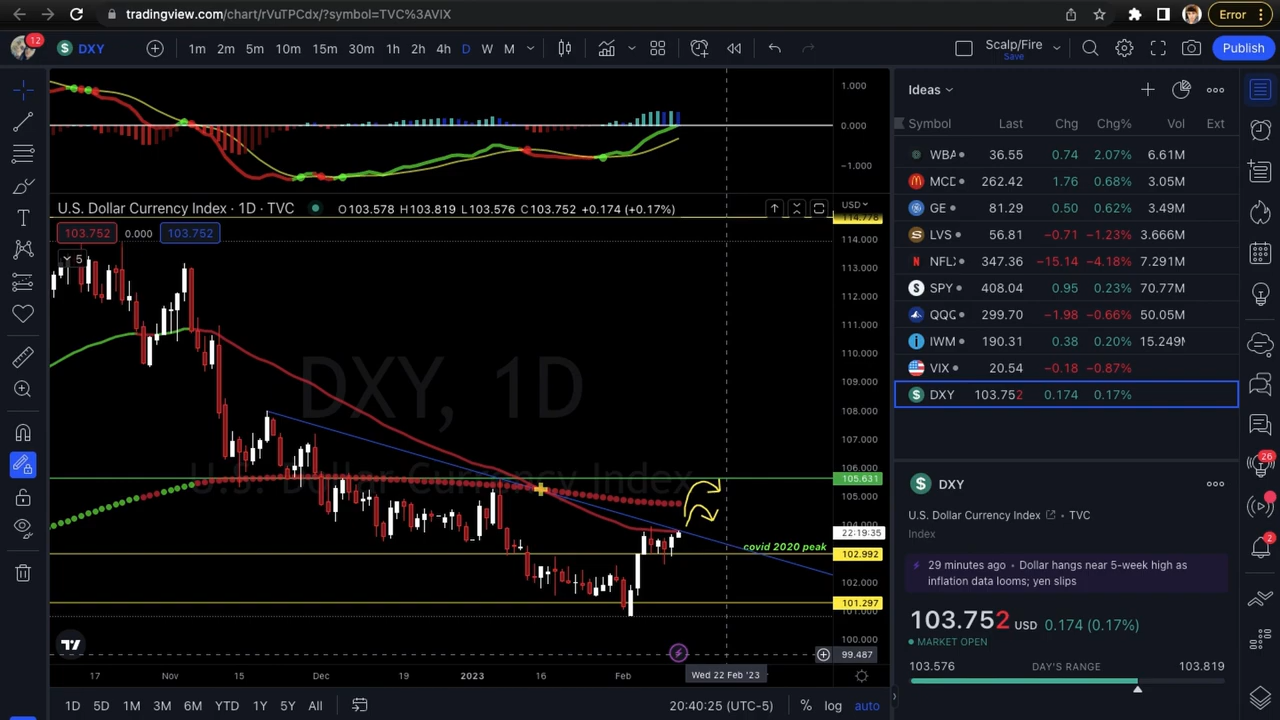 tradingview.com/chart/rVuTPCdx/?symbol=TVC%3AVIX
Error
12
DXY 1m 2m 5m 10m 15m 30m 1h 2h 4h D W M
Scalp/Fire
Save
Publish
1.000
0.000
−1.000
U.S. Dollar Currency Index · 1D · TVC O103.578 H103.819 L103.576 C103.752 +0.174 (+0.17%)
USD
103.752 0.000 103.752
5
114.778
114.000
113.000
112.000
111.000
110.000
109.000
108.000
107.000
106.000
105.631
105.000
104.000
22:19:35
102.992
102.000
101.297
101.000
100.000
99.487
DXY, 1D
U.S. Dollar Currency Index
covid 2020 peak
17 Nov 15 Dec 19 2023 16 Feb Wed 22 Feb '23
1D 5D 1M 3M 6M YTD 1Y 5Y All
20:40:25 (UTC-5) % log auto
Ideas
Symbol Last Chg Chg% Vol Ext
WBA 36.55 0.74 2.07% 6.61M
MCD 262.42 1.76 0.68% 3.05M
GE 81.29 0.50 0.62% 3.49M
LVS 56.81 −0.71 −1.23% 3.666M
NFL 347.36 −15.14 −4.18% 7.291M
SPY 408.04 0.95 0.23% 70.77M
QQQ 299.70 −1.98 −0.66% 50.05M
IWM 190.31 0.38 0.20% 15.249M
VIX 20.54 −0.18 −0.87%
DXY 103.752 0.174 0.17%
DXY
U.S. Dollar Currency Index TVC
Index
29 minutes ago • Dollar hangs near 5-week high as
inflation data looms; yen slips
103.752 USD 0.174 (0.17%)
MARKET OPEN
103.576 DAY'S RANGE 103.819
26
2